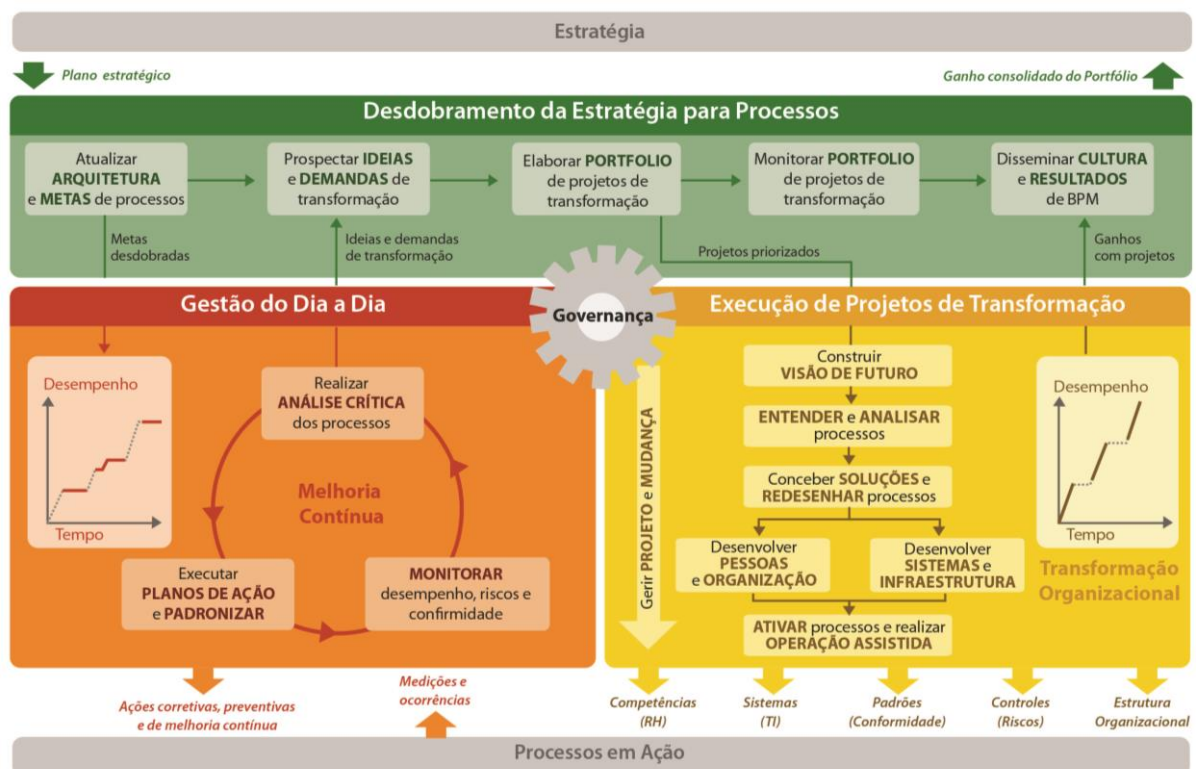 Estratégia
Plano estratégico
Ganho consolidado do Portfólio
Desdobramento da Estratégia para Processos
Atualizar
ARQUITETURA
e METAS de processos
Prospectar IDEIAS
e DEMANDAS de
transformação
Elaborar PORTFOLIO
de projetos de
transformação
Monitorar PORTFOLIO
de projetos de
transformação
Disseminar CULTURA
e RESULTADOS
de BPM
Metas
desdobradas
Ideias e demandas
de transformação
Projetos priorizados
Ganhos
com projetos
Governança
Gestão do Dia a Dia
Desempenho
Tempo
Realizar
ANÁLISE CRÍTICA
dos processos
Melhoria
Contínua
Executar
PLANOS DE AÇÃO
e PADRONIZAR
MONITORAR
desempenho, riscos e
confirmidade
Execução de Projetos de Transformação
Gerir PROJETO e MUDANÇA
Construir
VISÃO DE FUTURO
ENTENDER e ANALISAR
processos
Conceber SOLUÇÕES e
REDESENHAR processos
Desenvolver
PESSOAS
e ORGANIZAÇÃO
Desenvolver
SISTEMAS e
INFRAESTRUTURA
ATIVAR processos e realizar
OPERAÇÃO ASSISTIDA
Desempenho
Tempo
Transformação
Organizacional
Ações corretivas, preventivas
e de melhoria contínua
Medições e
ocorrências
Competências
(RH)
Sistemas
(TI)
Padrões
(Conformidade)
Controles
(Riscos)
Estrutura
Organizacional
Processos em Ação